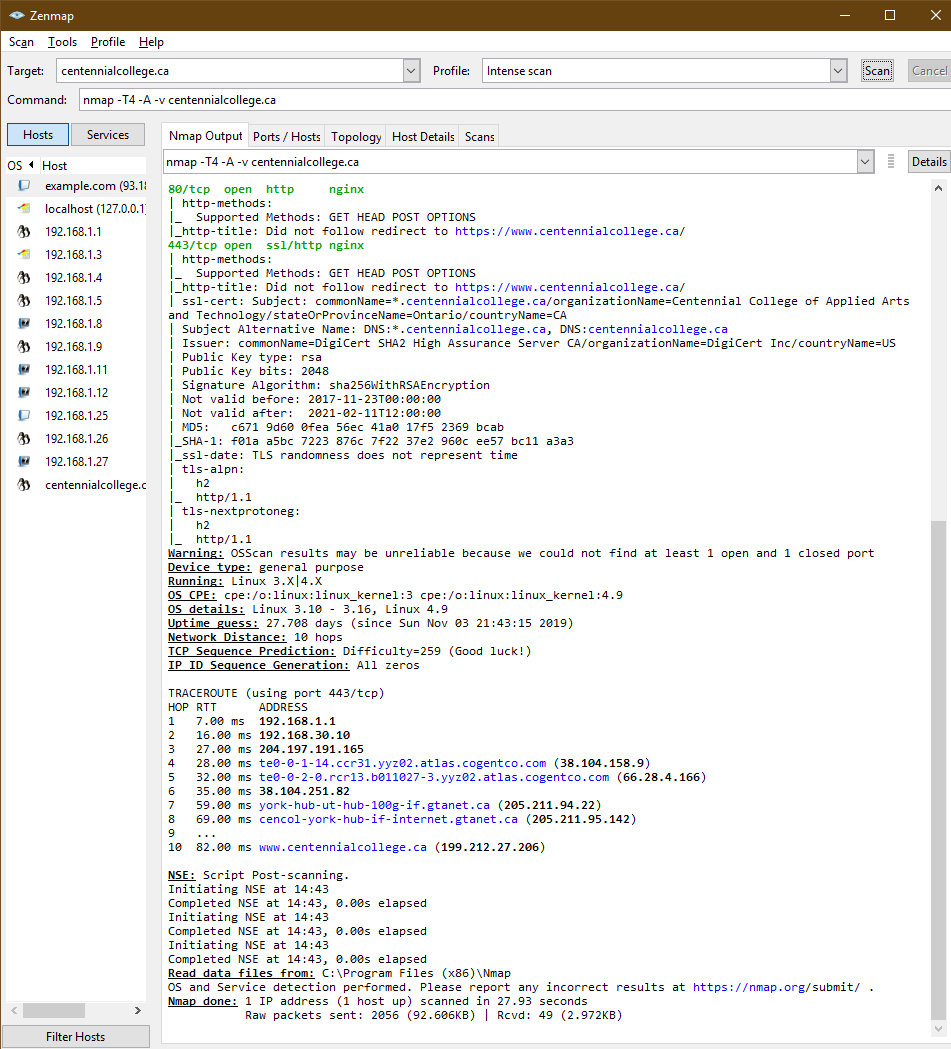 Zenmap
Scan Tools Profile Help
Target: centennialcollege.ca Profile: Intense scan Scan Cancel
Command: nmap -T4 -A -v centennialcollege.ca
Hosts Services
OS Host
example.com (93.18
localhost (127.0.0.1)
192.168.1.1
192.168.1.3
192.168.1.4
192.168.1.5
192.168.1.8
192.168.1.9
192.168.1.11
192.168.1.12
192.168.1.25
192.168.1.26
192.168.1.27
centennialcollege.c
Filter Hosts
Nmap Output Ports / Hosts Topology Host Details Scans
nmap -T4 -A -v centennialcollege.ca Details
80/tcp open http nginx
| http-methods:
|_ Supported Methods: GET HEAD POST OPTIONS
|_http-title: Did not follow redirect to https://www.centennialcollege.ca/
443/tcp open ssl/http nginx
| http-methods:
|_ Supported Methods: GET HEAD POST OPTIONS
|_http-title: Did not follow redirect to https://www.centennialcollege.ca/
| ssl-cert: Subject: commonName=*.centennialcollege.ca/organizationName=Centennial College of Applied Arts
and Technology/stateOrProvinceName=Ontario/countryName=CA
| Subject Alternative Name: DNS:*.centennialcollege.ca, DNS:centennialcollege.ca
| Issuer: commonName=DigiCert SHA2 High Assurance Server CA/organizationName=DigiCert Inc/countryName=US
| Public Key type: rsa
| Public Key bits: 2048
| Signature Algorithm: sha256WithRSAEncryption
| Not valid before: 2017-11-23T00:00:00
| Not valid after: 2021-02-11T12:00:00
| MD5: c671 9d60 0fea 56ec 41a0 17f5 2369 bcab
|_SHA-1: f01a a5bc 7223 876c 7f22 37e2 960c ee57 bc11 a3a3
|_ssl-date: TLS randomness does not represent time
| tls-alpn:
| h2
|_ http/1.1
| tls-nextprotoneg:
| h2
|_ http/1.1
Warning: OSScan results may be unreliable because we could not find at least 1 open and 1 closed port
Device type: general purpose
Running: Linux 3.X|4.X
OS CPE: cpe:/o:linux:linux_kernel:3 cpe:/o:linux:linux_kernel:4.9
OS details: Linux 3.10 - 3.16, Linux 4.9
Uptime guess: 27.708 days (since Sun Nov 03 21:43:15 2019)
Network Distance: 10 hops
TCP Sequence Prediction: Difficulty=259 (Good luck!)
IP ID Sequence Generation: All zeros
TRACEROUTE (using port 443/tcp)
HOP RTT ADDRESS
1 7.00 ms 192.168.1.1
2 16.00 ms 192.168.30.10
3 27.00 ms 204.197.191.165
4 28.00 ms te0-0-1-14.ccr31.yyz02.atlas.cogentco.com (38.104.158.9)
5 32.00 ms te0-0-2-0.rcr13.b011027-3.yyz02.atlas.cogentco.com (66.28.4.166)
6 35.00 ms 38.104.251.82
7 59.00 ms york-hub-ut-hub-100g-if.gtanet.ca (205.211.94.22)
8 69.00 ms cencol-york-hub-if-internet.gtanet.ca (205.211.95.142)
9 ...
10 82.00 ms www.centennialcollege.ca (199.212.27.206)
NSE: Script Post-scanning.
Initiating NSE at 14:43
Completed NSE at 14:43, 0.00s elapsed
Initiating NSE at 14:43
Completed NSE at 14:43, 0.00s elapsed
Initiating NSE at 14:43
Completed NSE at 14:43, 0.00s elapsed
Read data files from: C:\Program Files (x86)\Nmap
OS and Service detection performed. Please report any incorrect results at https://nmap.org/submit/ .
Nmap done: 1 IP address (1 host up) scanned in 27.93 seconds
Raw packets sent: 2056 (92.606KB) | Rcvd: 49 (2.972KB)